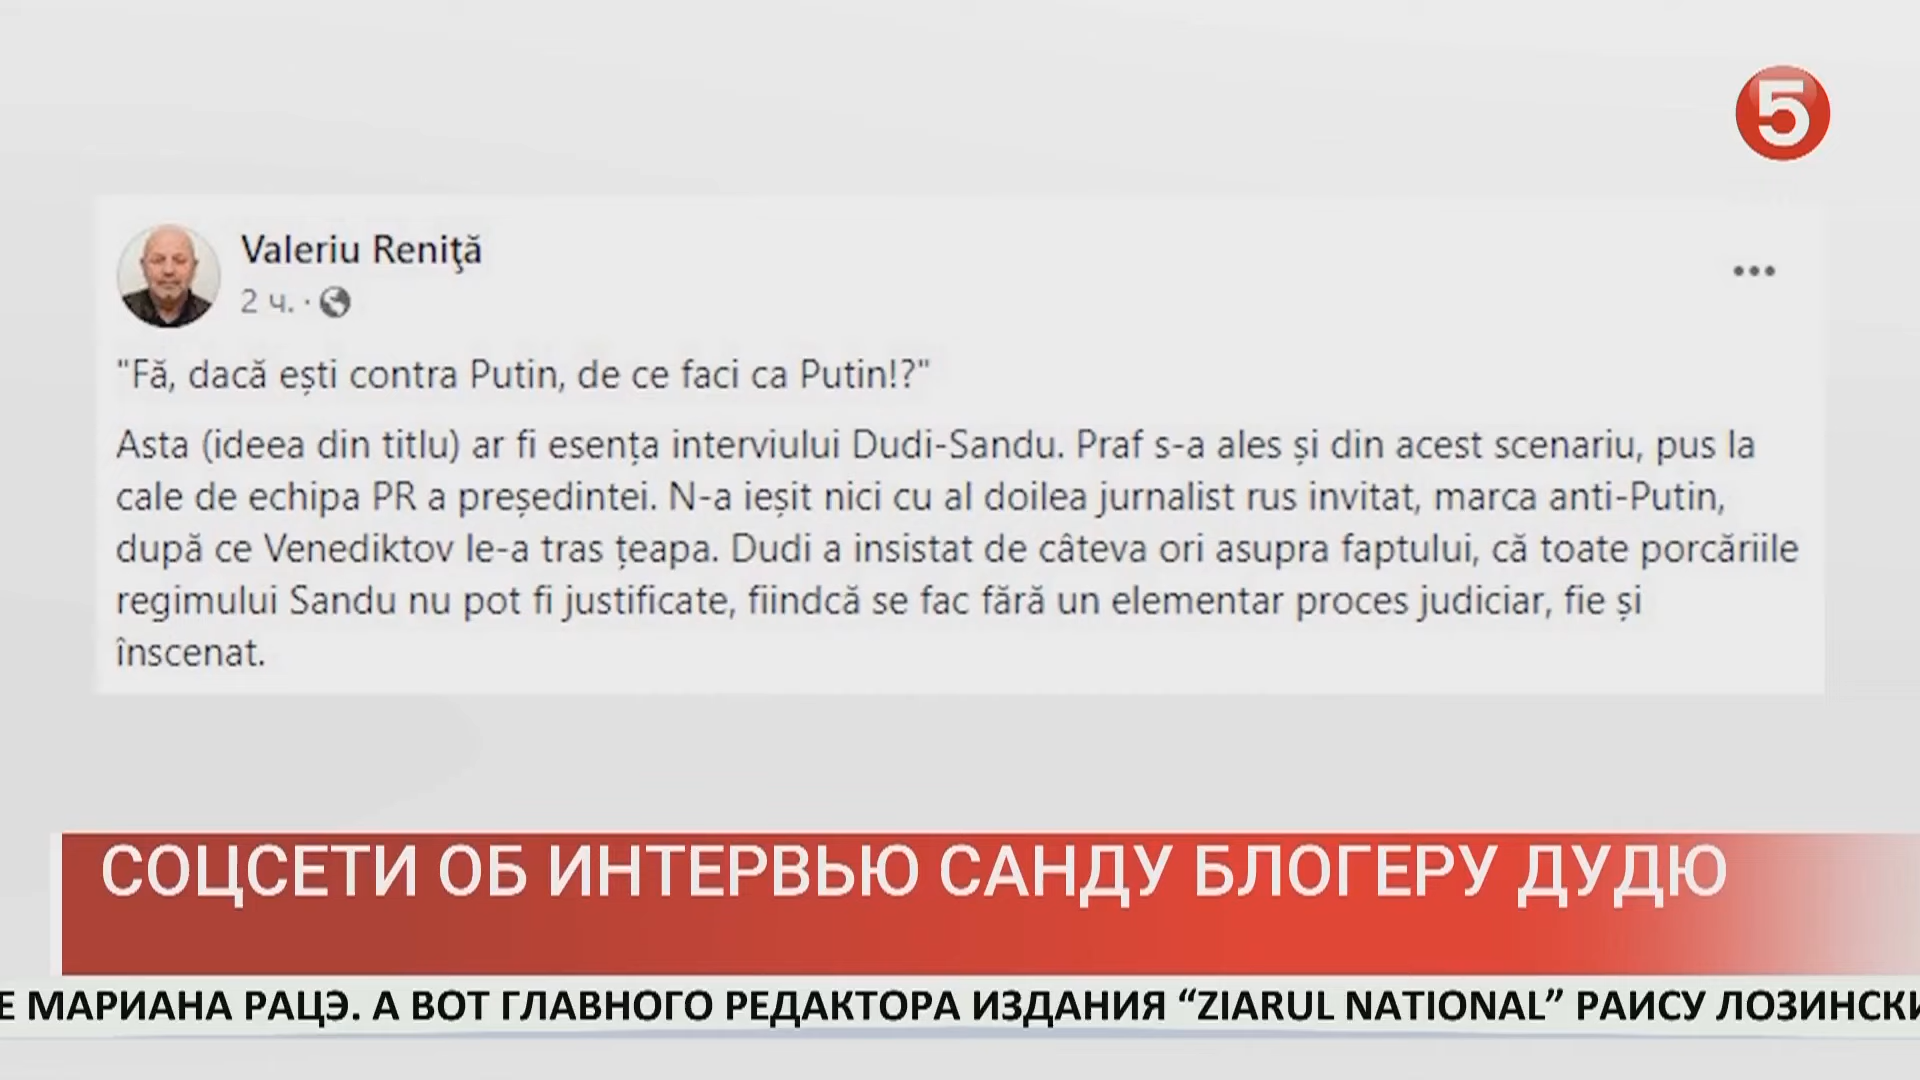 5
Valeriu Reniţă
2 ч. ·
"Fă, dacă ești contra Putin, de ce faci ca Putin!?"
Asta (ideea din titlu) ar fi esența interviului Dudi-Sandu. Praf s-a ales și din acest scenariu, pus la
cale de echipa PR a președintei. N-a ieșit nici cu al doilea jurnalist rus invitat, marca anti-Putin,
după ce Venediktov le-a tras țeapa. Dudi a insistat de câteva ori asupra faptului, că toate porcăriile
regimului Sandu nu pot fi justificate, fiindcă se fac fără un elementar proces judiciar, fie și
înscenat.
СОЦСЕТИ ОБ ИНТЕРВЬЮ САНДУ БЛОГЕРУ ДУДЮ
Е МАРИАНА РАЦЭ. А ВОТ ГЛАВНОГО РЕДАКТОРА ИЗДАНИЯ “ZIARUL NATIONAL” РАИСУ ЛОЗИНСКИ